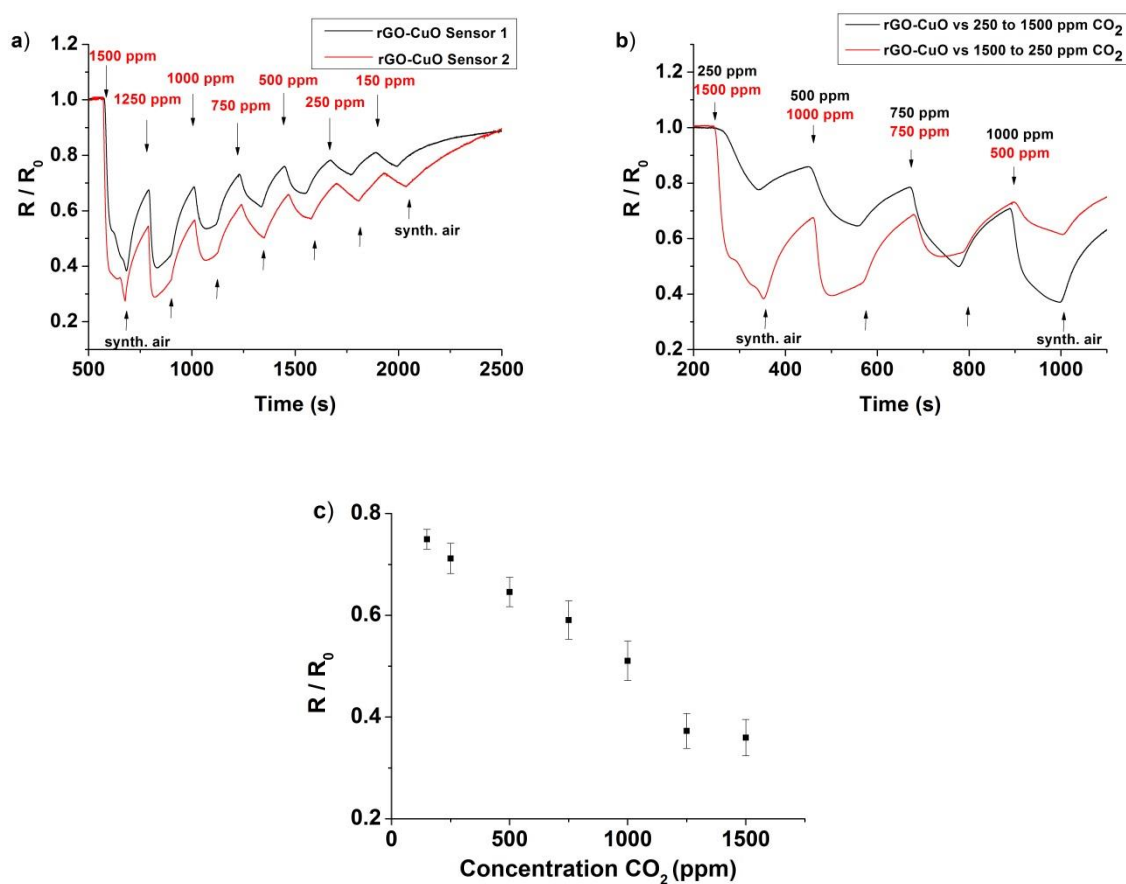 a)
rGO-CuO Sensor 1
rGO-CuO Sensor 2
1500 ppm
1250 ppm
1000 ppm
750 ppm
500 ppm
250 ppm
150 ppm
synth. air
synth. air
R / R0
1.2
1.0
0.8
0.6
0.4
0.2
500
1000
1500
2000
2500
Time (s)
b)
rGO-CuO vs 250 to 1500 ppm CO2
rGO-CuO vs 1500 to 250 ppm CO2
250 ppm
1500 ppm
500 ppm
1000 ppm
750 ppm
750 ppm
1000 ppm
500 ppm
synth. air
synth. air
R / R0
1.2
1.0
0.8
0.6
0.4
0.2
200
400
600
800
1000
Time (s)
c)
R / R0
0.8
0.6
0.4
0.2
0
500
1000
1500
Concentration CO2 (ppm)